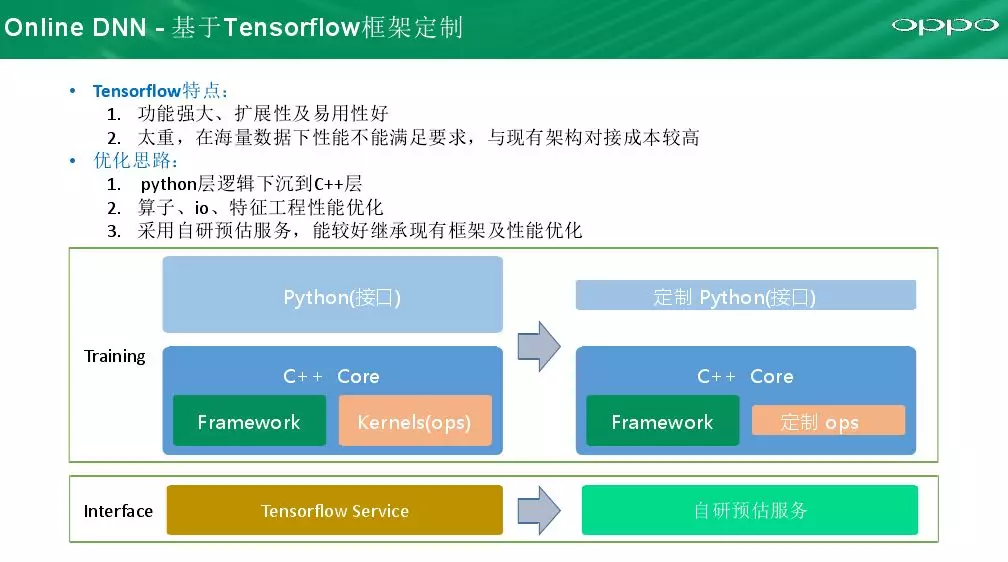 Online DNN - 基于Tensorflow框架定制
oppo
• Tensorflow特点：
1. 功能强大、扩展性及易用性好
2. 太重，在海量数据下性能不能满足要求，与现有架构对接成本较高
• 优化思路：
1. python层逻辑下沉到C++层
2. 算子、io、特征工程性能优化
3. 采用自研预估服务，能较好继承现有框架及性能优化
Training
Python(接口)
C++ Core
Framework
Kernels(ops)
定制 Python(接口)
C++ Core
Framework
定制 ops
Interface
Tensorflow Service
自研预估服务